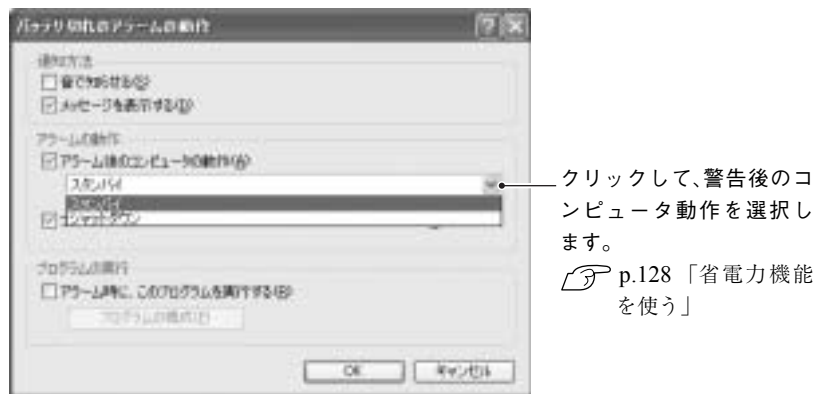 バッテリ切れのアラームの動作
通知方法
音で知らせる(S)
メッセージを表示する(D)
アラームの動作
アラーム後のコンピュータの動作(A)
スタンバイ
スタンバイ
シャットダウン
プログラムの実行
アラーム時に、このプログラムを実行する(R)
プログラムの構成(P)
OK
キャンセル
クリックして、警告後のコ
ンピュータ動作を選択し
ます。
p.128 「省電力機能
を使う」